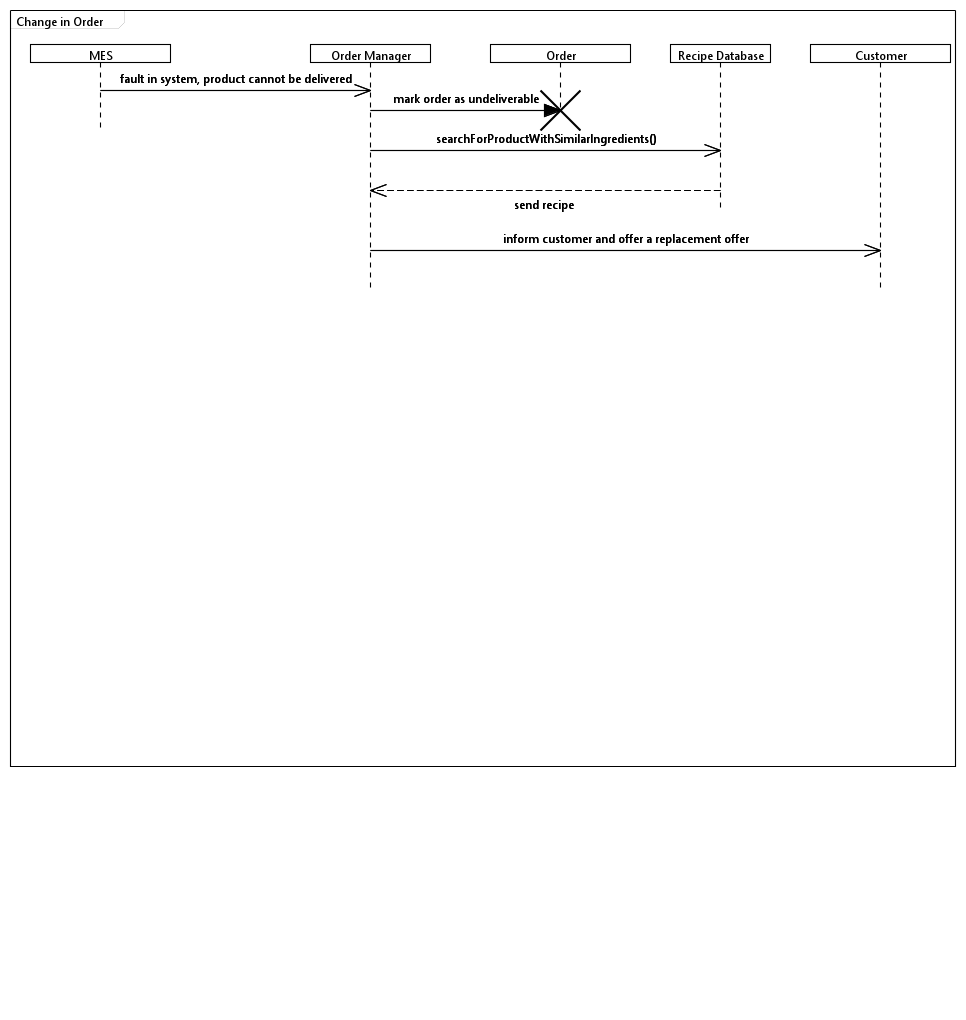 Change in Order
MES
Order Manager
Order
Recipe Database
Customer
fault in system, product cannot be delivered
mark order as undeliverable
searchForProductWithSimilarIngredients()
send recipe
inform customer and offer a replacement offer